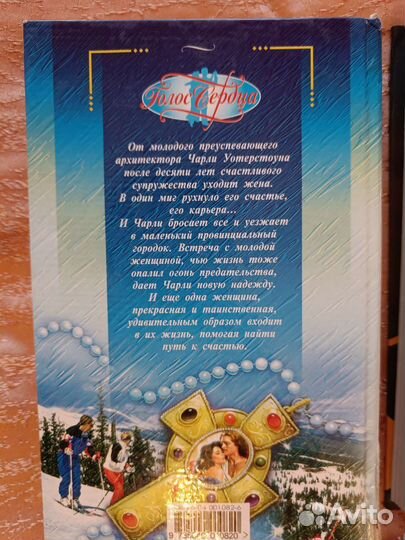 Голос Сердца
От молодого преуспевающего
архитектора Чарли Уотерстоуна
после десяти лет счастливого
супружества уходит жена.
В один миг рухнуло его счастье,
его карьера...
И Чарли бросает все и уезжает
в маленький провинциальный
городок. Встреча с молодой
женщиной, чью жизнь тоже
опалил огонь предательства,
дает Чарли новую надежду.
И еще одна женщина,
прекрасная и таинственная,
удивительным образом входит
в их жизнь, помогая найти
путь к счастью.
Avito